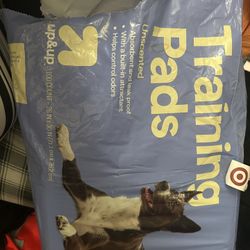 up&up
Training
Pads
Unscented
• Absorbent and leak proof
• With a built-in attractant
• Helps control odors